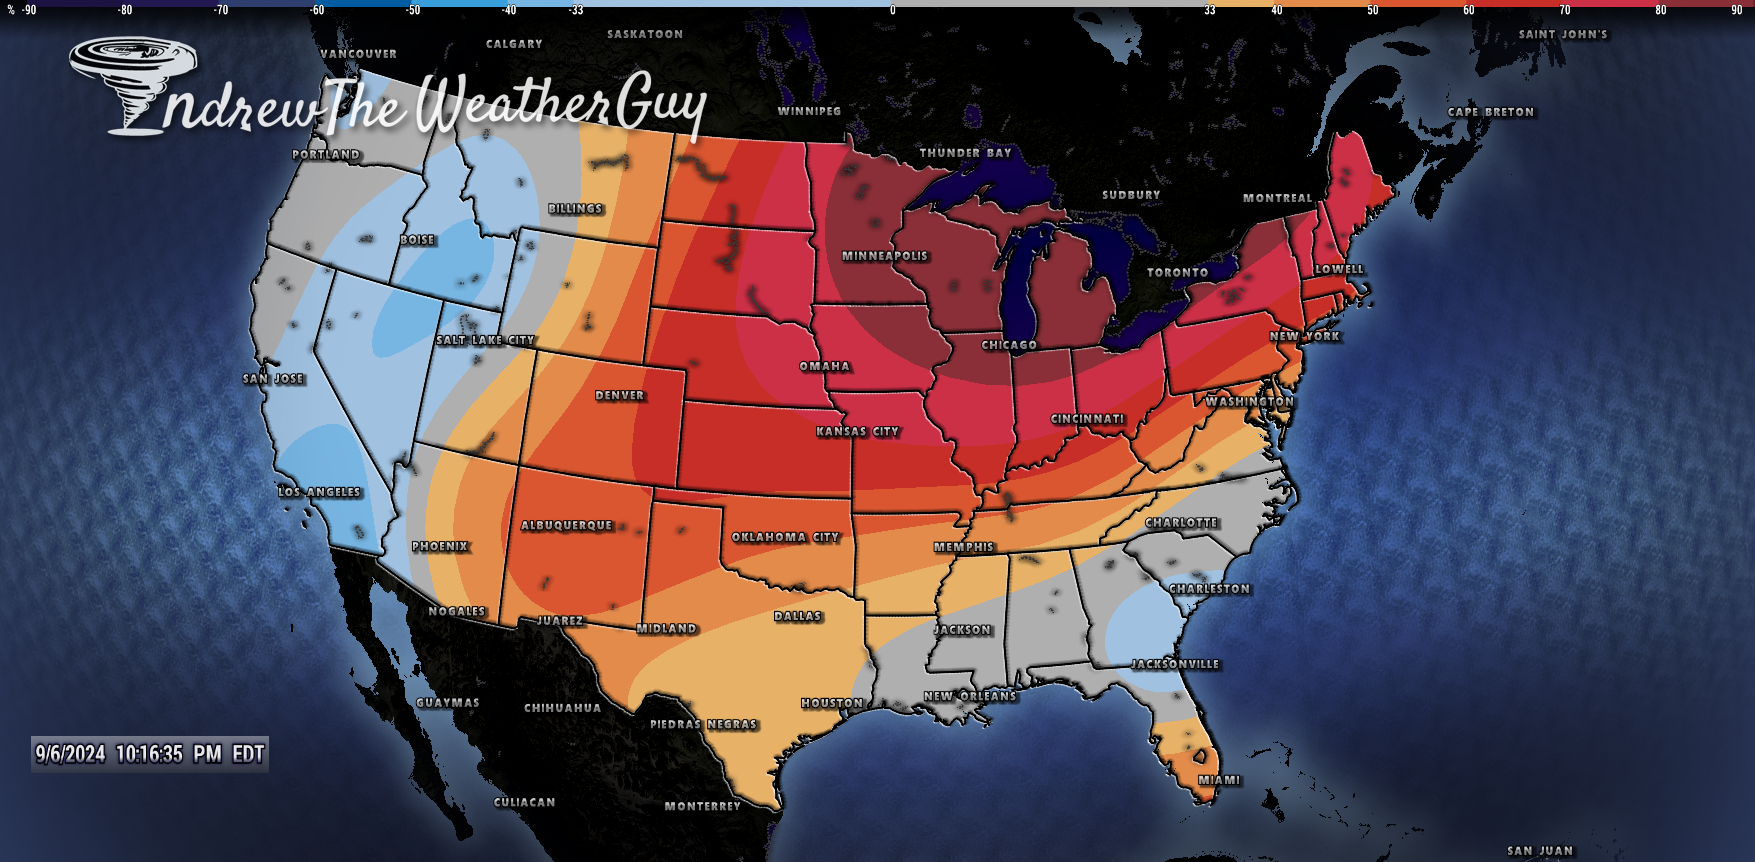 % -90 -80 -60 -50 -40 -33 0 33 40 50 60 70 80 90
SASKATOON
SAINT JOHN'S
CALGARY
VANCOUVER
ndrewTheWeatherGuy
WINNIPEG
CAPE BRETON
PORTLAND
THUNDER BAY
SUDBURY
MONTREAL
BILLINGS
BOISE
MINNEAPOLIS
TORONTO
LOWELL
SALT LAKE CITY
CHICAGO
NEW YORK
SAN JOSE
OMAHA
DENVER
WASHINGTON
CINCINNATI
KANSAS CITY
LOS ANGELES
ALBUQUERQUE
CHARLOTTE
OKLAHOMA CITY
PHOENIX
MEMPHIS
CHARLESTON
NOGALES
JUAREZ
MIDLAND
DALLAS
JACKSON
JACKSONVILLE
GUAYMAS
CHIHUAHUA
HOUSTON
NEW ORLEANS
PIEDRAS NEGRAS
9/6/2024 10:16:35 PM EDT
MIAMI
CULIACAN
MONTERREY
SAN JUAN